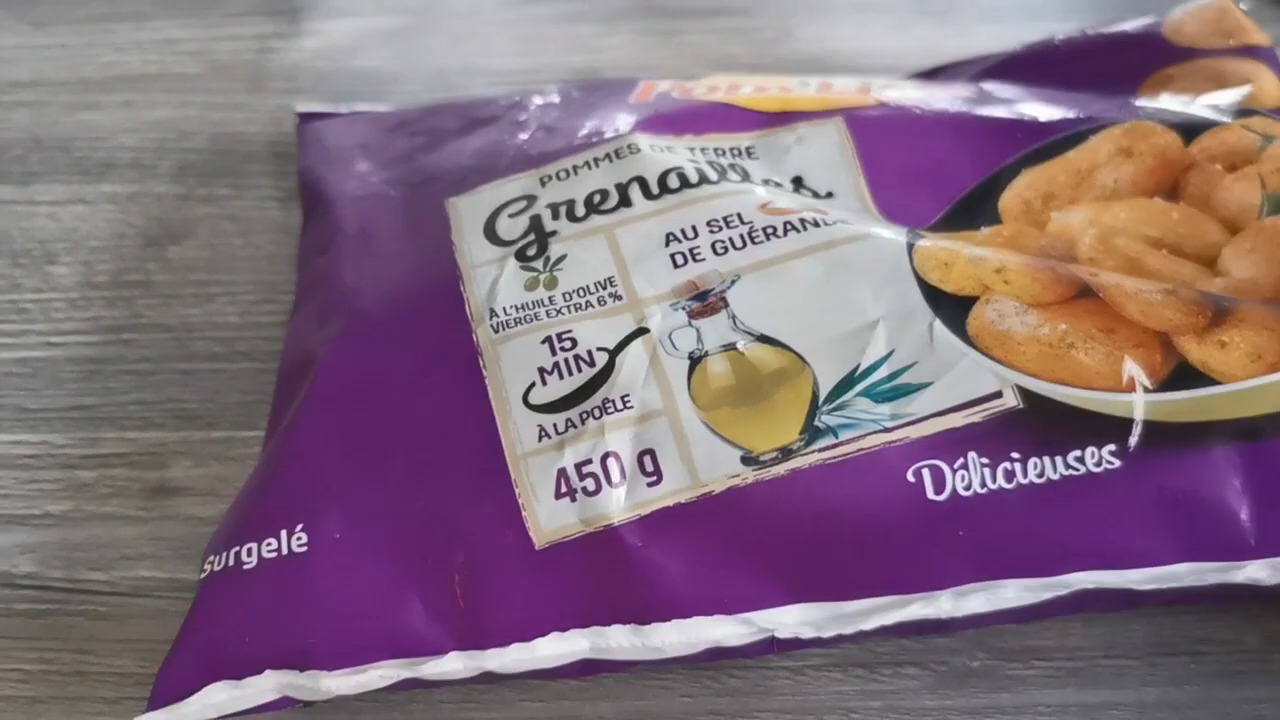 POMMES DE TERRE
Grenailles
À L'HUILE D'OLIVE
VIERGE EXTRA 6%
AU SEL
DE GUÉRAND
15
MIN
À LA POÊLE
450 g
Délicieuses
surgelé